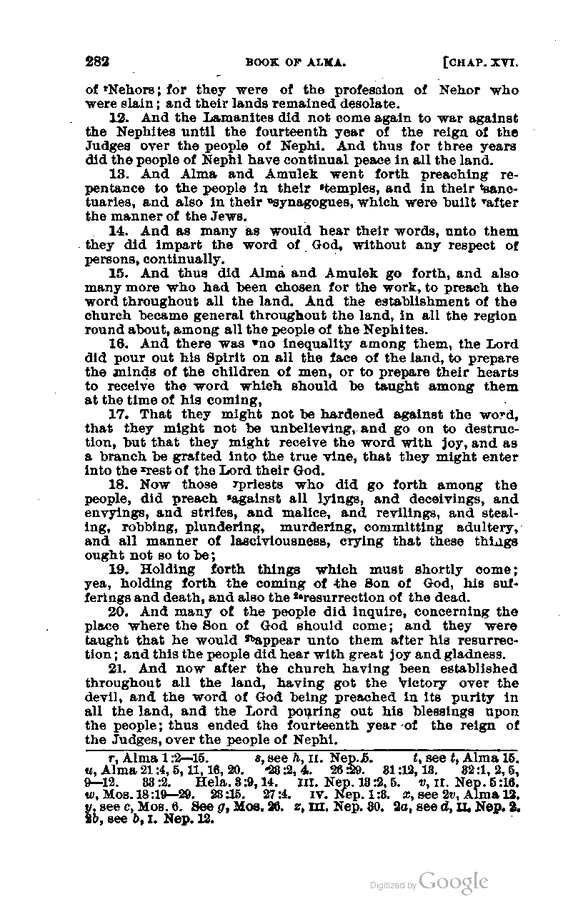 282 BOOK OF ALMA. [CHAP. XVI.
of rNehors; for they were of the profession of Nehor who
were slain; and their lands remained desolate.
12. And the Lamanites did not come again to war against
the Nephites until the fourteenth year of the reign of the
Judges over the people of Nephi. And thus for three years
did the people of Nephi have continual peace in all the land.
13. And Alma and Amulek went forth preaching re-
pentance to the people in their stemples, and in their tsanc-
tuaries, and also in their usynagogues, which were built vafter
the manner of the Jews.
14. And as many as would hear their words, unto them
they did impart the word of God, without any respect of
persons, continually.
15. And thus did Alma and Amulek go forth, and also
many more who had been chosen for the work, to preach the
word throughout all the land. And the establishment of the
church became general throughout the land, in all the region
round about, among all the people of the Nephites.
16. And there was wno inequality among them, the Lord
did pour out his Spirit on all the face of the land, to prepare
the minds of the children of men, or to prepare their hearts
to receive the word which should be taught among them
at the time of his coming,
17. That they might not be hardened against the word,
that they might not be unbelieving, and go on to destruc-
tion, but that they might receive the word with joy, and as
a branch be grafted into the true vine, that they might enter
into the xrest of the Lord their God.
18. Now those ypriests who did go forth among the
people, did preach zagainst all lyings, and deceivings, and
envyings, and strifes, and malice, and revilings, and steal-
ing, robbing, plundering, murdering, committing adultery,
and all manner of lasciviousness, crying that these things
ought not so to be;
19. Holding forth things which must shortly come;
yea, holding forth the coming of the Son of God, his suf-
ferings and death, and also the 2aresurrection of the dead.
20. And many of the people did inquire, concerning the
place where the Son of God should come; and they were
taught that he would 2bappear unto them after his resurrec-
tion; and this the people did hear with great joy and gladness.
21. And now after the church having been established
throughout all the land, having got the victory over the
devil, and the word of God being preached in its purity in
all the land, and the Lord pouring out his blessings upon
the people; thus ended the fourteenth year of the reign of
the Judges, over the people of Nephi.
r, Alma 1:2—15. s, see h, II. Nep. 5. t, see t, Alma 15.
u, Alma 21:4, 5, 11, 16, 20. 23:2, 4. 26:29. 31:12, 13. 32:1, 2, 5,
9—12. 33:2. Hela. 3:9, 14. III. Nep. 13:2, 5. v, II. Nep. 5:16.
w, Mos. 18:19—29. 23:15. 27:4. IV. Nep. 1:3. x, see 2v, Alma 12.
y, see c, Mos. 6. See g, Mos. 26. z, III. Nep. 30. 2a, see d, II. Nep. 2.
2b, see b, I. Nep. 12.
Digitized by Google